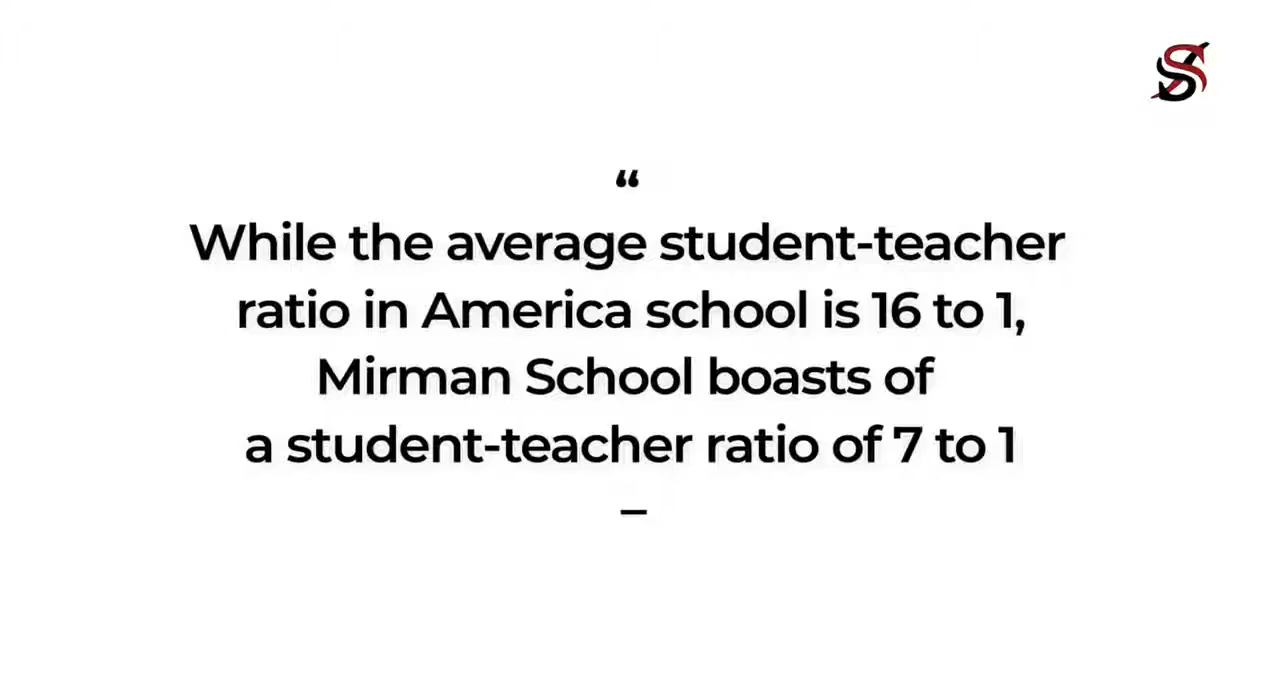 “
While the average student-teacher
ratio in America school is 16 to 1,
Mirman School boasts of
a student-teacher ratio of 7 to 1
–